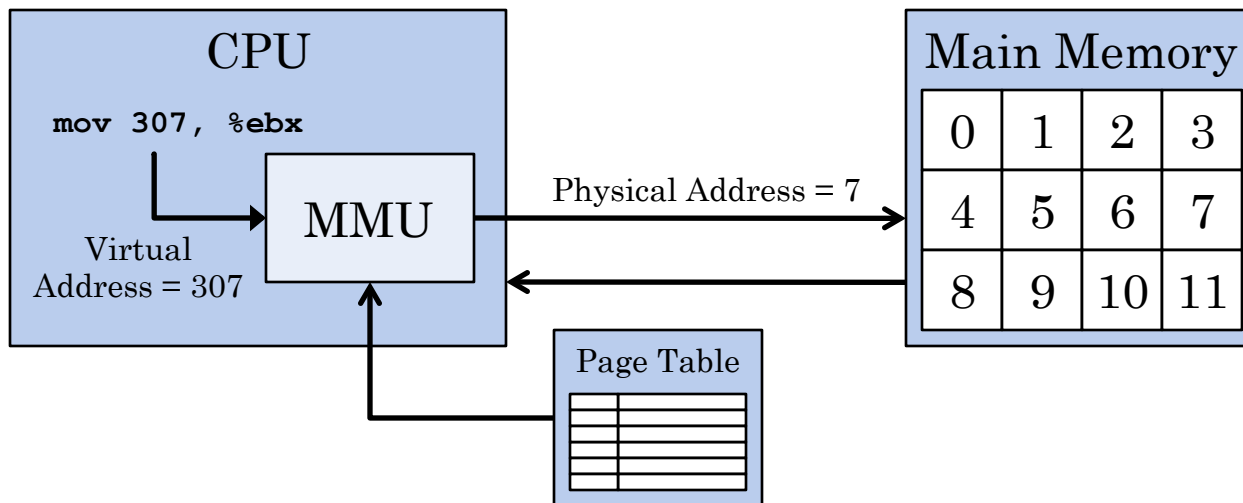 CPU
mov 307, %ebx
MMU
Virtual
Address = 307
Physical Address = 7
Page Table
Main Memory
0 1 2 3
4 5 6 7
8 9 10 11